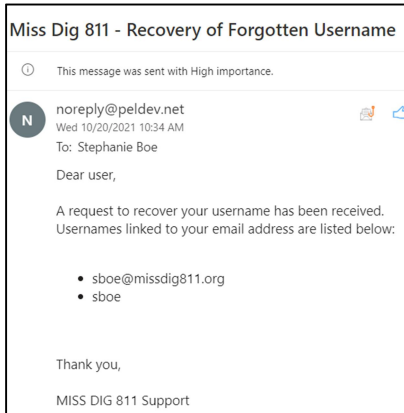 Miss Dig 811 - Recovery of Forgotten Username
This message was sent with High importance.
N
noreply@peldev.net
Wed 10/20/2021 10:34 AM
To: Stephanie Boe
Dear user,
A request to recover your username has been received.
Usernames linked to your email address are listed below:
• sboe@missdig811.org
• sboe
Thank you,
MISS DIG 811 Support